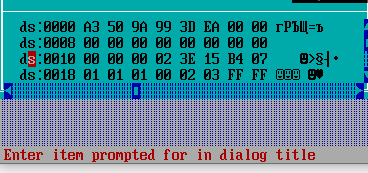 ds:0000 A3 50 9A 99 3D EA 00 00 гPЪЩ=ъ
ds:0008 00 00 00 00 00 00 00 00
ds:0010 00 00 00 02 3E 15 B4 07 ☻>§┤•
ds:0018 01 01 01 00 02 03 FF FF ☺☺☺ ☻♥
Enter item prompted for in dialog title